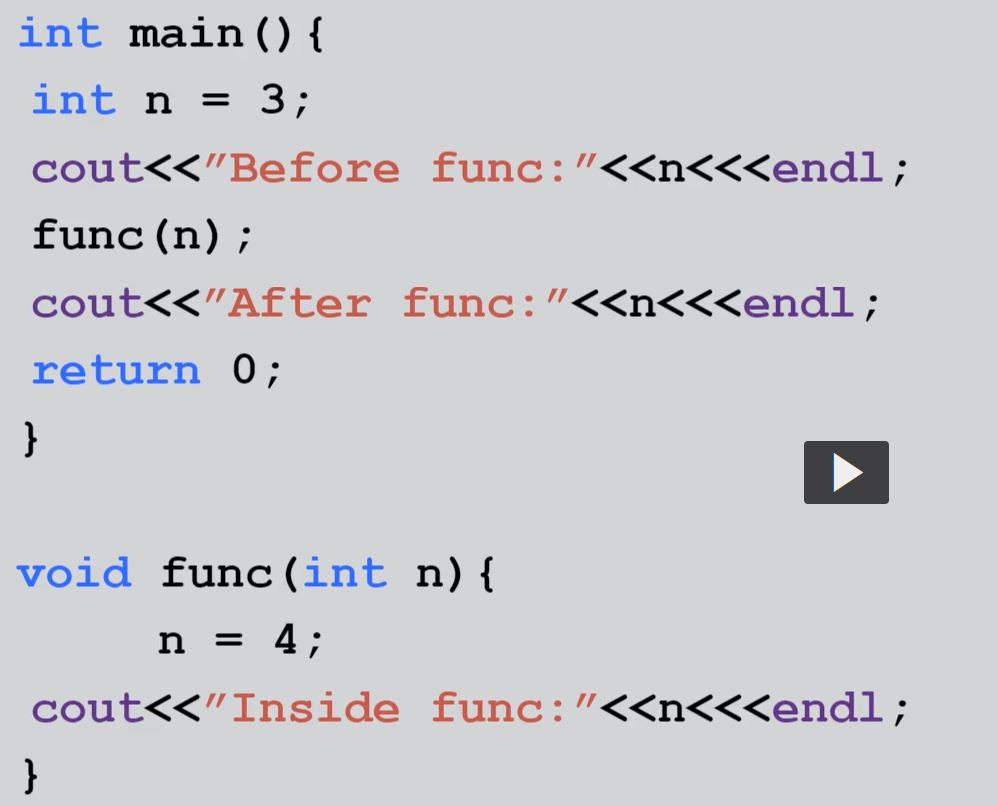 int main(){
int n = 3;
cout<<”Before func:”<<n<<<endl;
func(n);
cout<<”After func:”<<n<<<endl;
return 0;
}
void func(int n){
n = 4;
cout<<”Inside func:”<<n<<<endl;
}